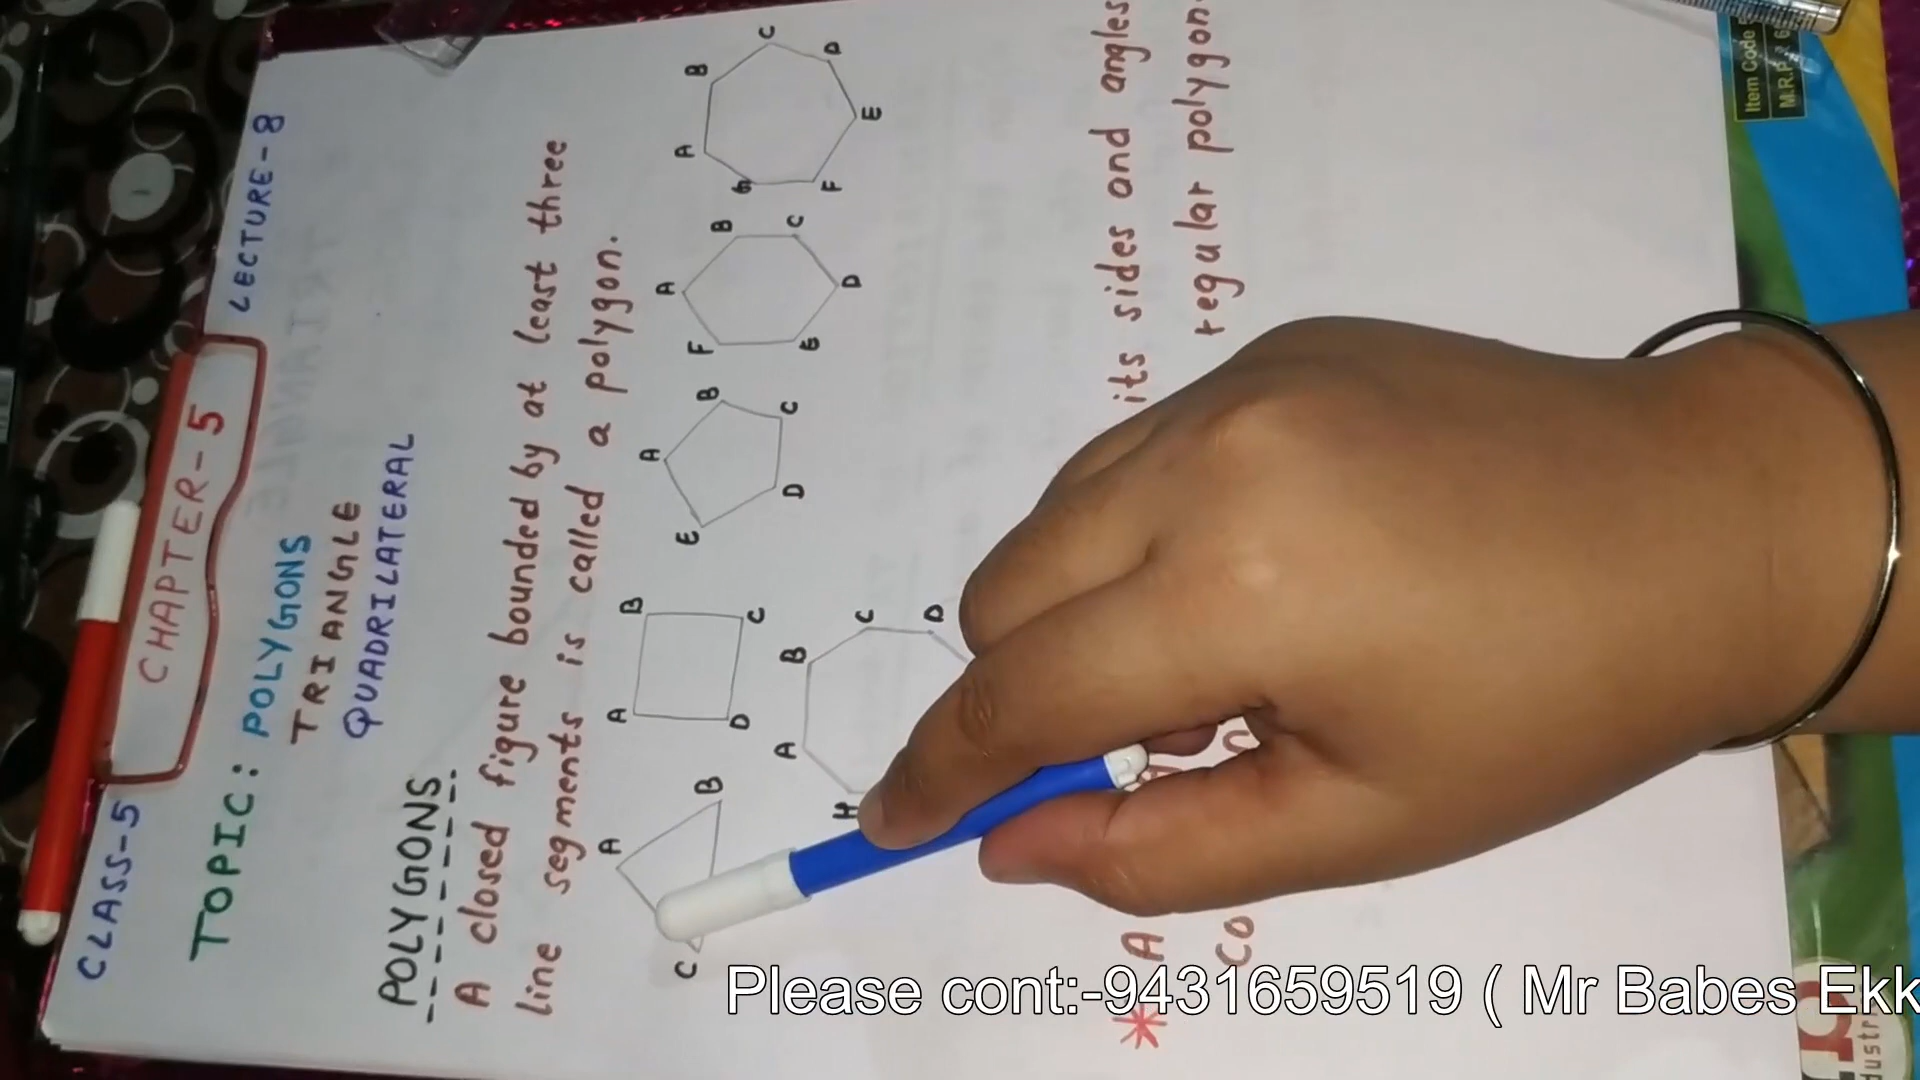 CLASS-5
CHAPTER-5
LECTURE-8
TOPIC: POLYGONS
TRIANGLE
QUADRILATERAL
POLYGONS
A closed figure bounded by at least three
line segments is called a polygon.
A B C
A B C D
A B C D E
A B C D E F
A B C D E F G
A B C D H
* A its sides and angles
regular polygon
Please cont:-9431659519 ( Mr Babes Ekk
Item Code
M.R.P.